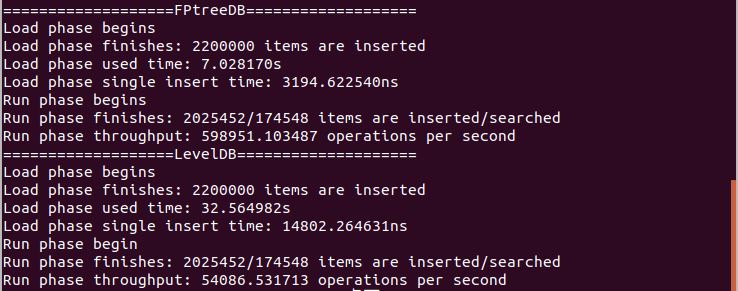 ===================FPtreeDB===================
Load phase begins
Load phase finishes: 2200000 items are inserted
Load phase used time: 7.028170s
Load phase single insert time: 3194.622540ns
Run phase begins
Run phase finishes: 2025452/174548 items are inserted/searched
Run phase throughput: 598951.103487 operations per second
===================LevelDB====================
Load phase begins
Load phase finishes: 2200000 items are inserted
Load phase used time: 32.564982s
Load phase single insert time: 14802.264631ns
Run phase begin
Run phase finishes: 2025452/174548 items are inserted/searched
Run phase throughput: 54086.531713 operations per second